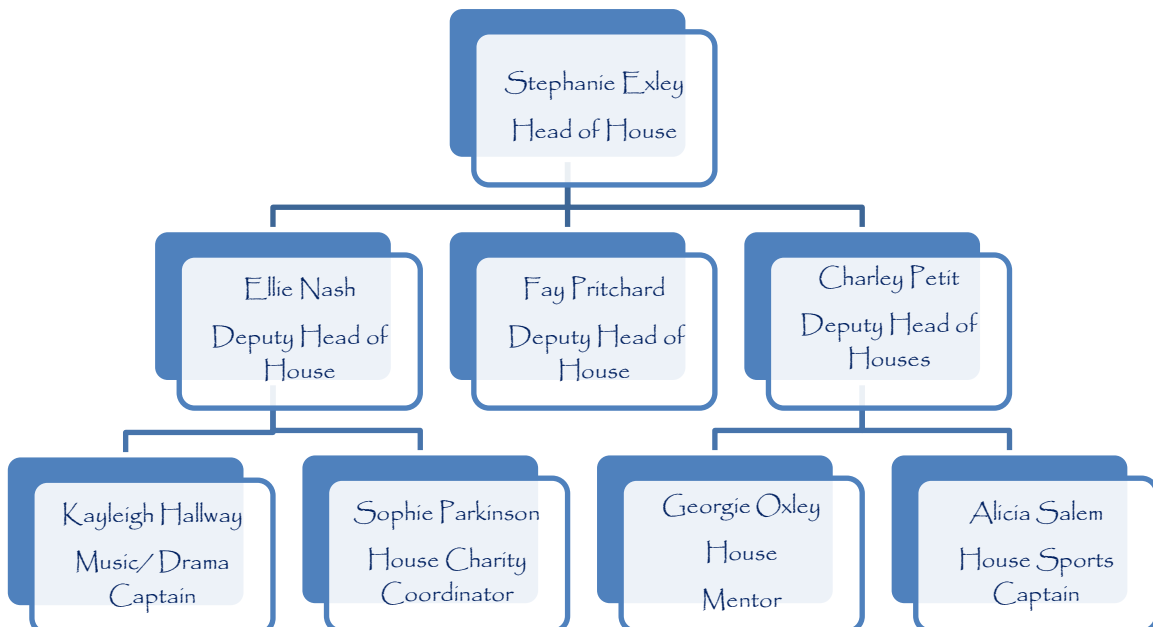 Stephanie Exley
Head of House
Ellie Nash
Deputy Head of
House
Fay Pritchard
Deputy Head of
House
Charley Petit
Deputy Head of
Houses
Kayleigh Hallway
Music/ Drama
Captain
Sophie Parkinson
House Charity
Coordinator
Georgie Oxley
House
Mentor
Alicia Salem
House Sports
Captain